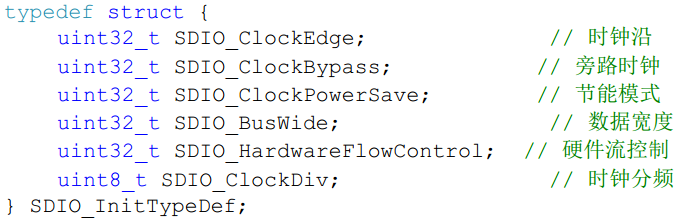 typedef struct {
uint32_t SDIO_ClockEdge; // 时钟沿
uint32_t SDIO_ClockBypass; // 旁路时钟
uint32_t SDIO_ClockPowerSave; // 节能模式
uint32_t SDIO_BusWide; // 数据宽度
uint32_t SDIO_HardwareFlowControl; // 硬件流控制
uint8_t SDIO_ClockDiv; // 时钟分频
} SDIO_InitTypeDef;